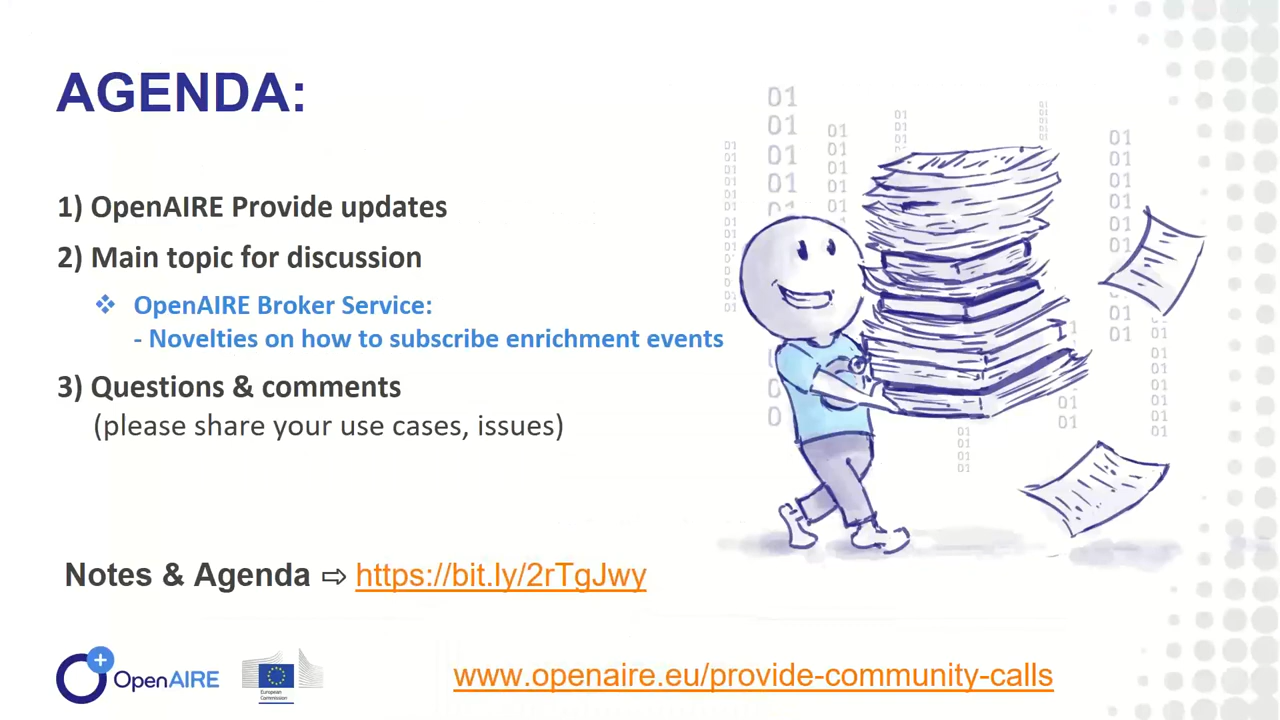 AGENDA:
1) OpenAIRE Provide updates
2) Main topic for discussion
❖ OpenAIRE Broker Service:
- Novelties on how to subscribe enrichment events
3) Questions & comments
(please share your use cases, issues)
Notes & Agenda ⇨ https://bit.ly/2rTgJwy
OpenAIRE
European
Commission
www.openaire.eu/provide-community-calls